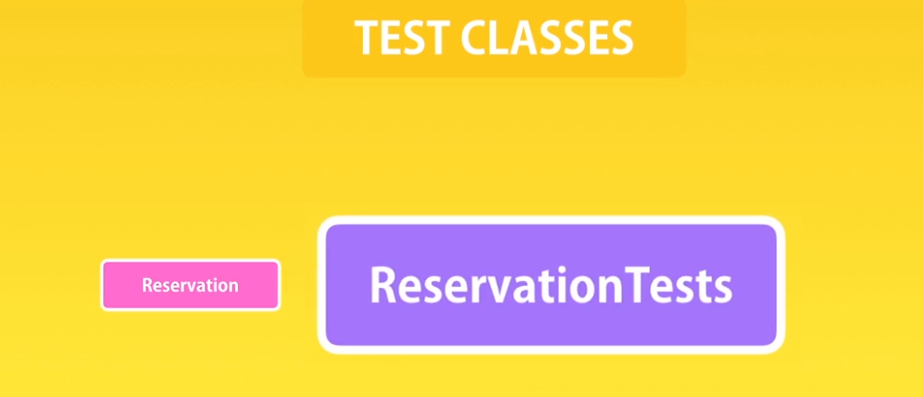 TEST CLASSES
Reservation
ReservationTests